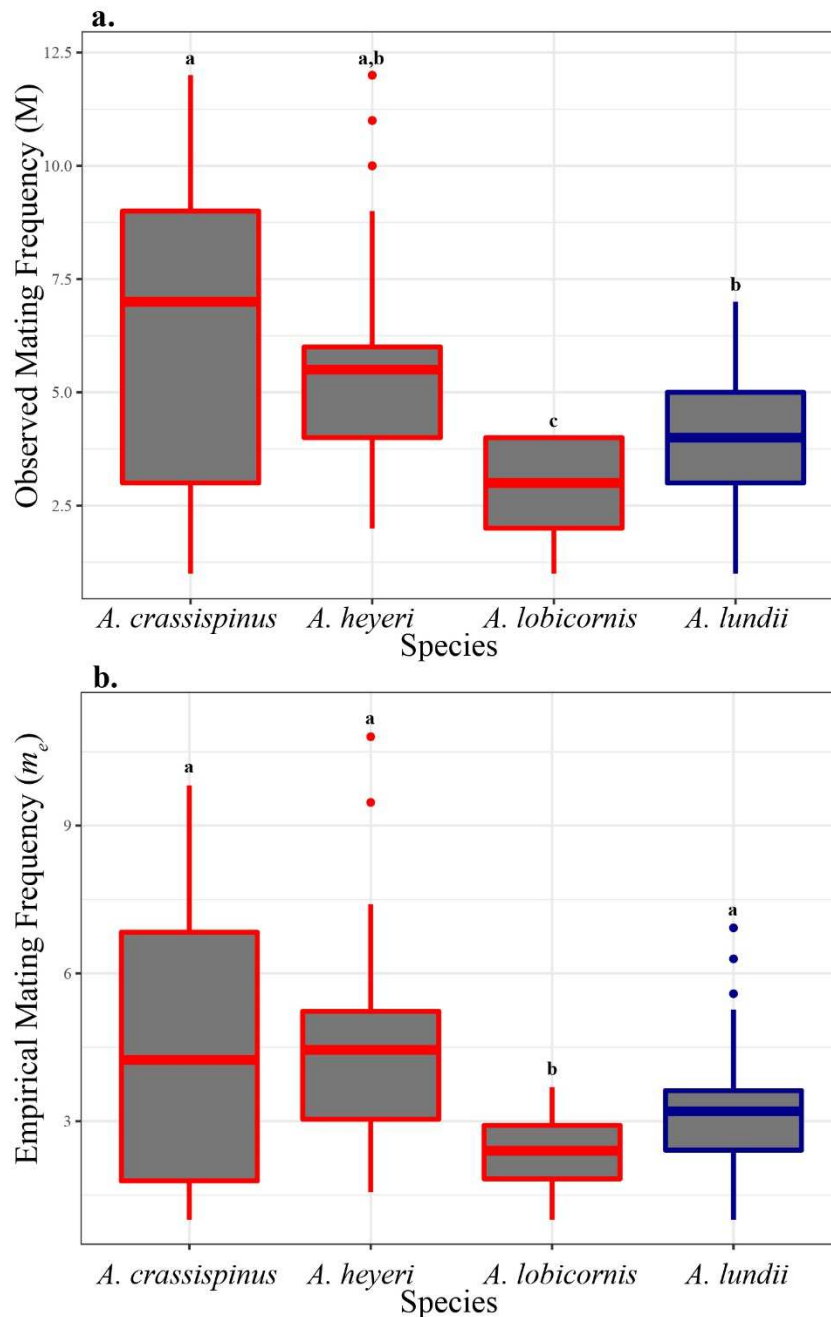 a.
Observed Mating Frequency (M)
12.5
10.0
7.5
5.0
2.5
a
a,b
c
b
A. crassispinus A. heyeri A. lobicornis A. lundii
Species
b.
Empirical Mating Frequency (mₑ)
9
6
3
a
a
b
a
A. crassispinus A. heyeri A. lobicornis A. lundii
Species